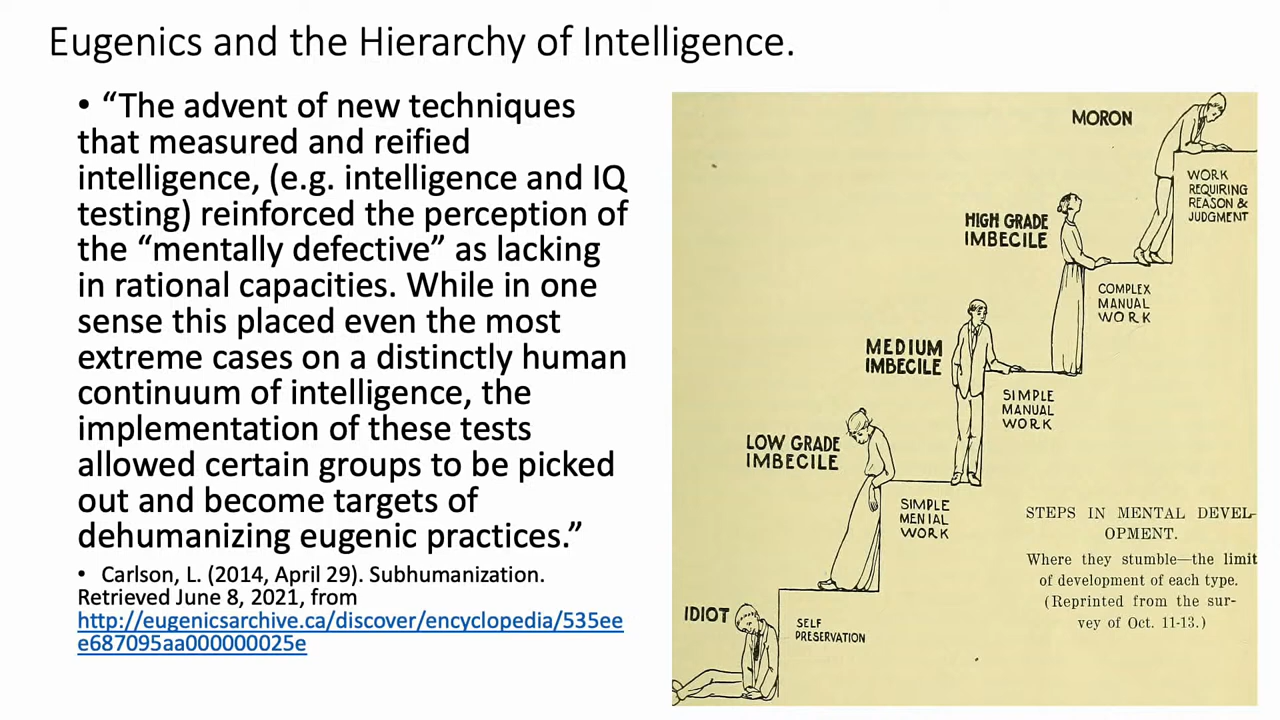 Eugenics and the Hierarchy of Intelligence.
• “The advent of new techniques
that measured and reified
intelligence, (e.g. intelligence and IQ
testing) reinforced the perception of
the “mentally defective” as lacking
in rational capacities. While in one
sense this placed even the most
extreme cases on a distinctly human
continuum of intelligence, the
implementation of these tests
allowed certain groups to be picked
out and become targets of
dehumanizing eugenic practices.”
• Carlson, L. (2014, April 29). Subhumanization.
Retrieved June 8, 2021, from
http://eugenicsarchive.ca/discover/encyclopedia/535ee
e687095aa000000025e
MORON
WORK
REQUIRING
REASON &
JUDGMENT
HIGH GRADE
IMBECILE
COMPLEX
MANUAL
WORK
MEDIUM
IMBECILE
SIMPLE
MANUAL
WORK
LOW GRADE
IMBECILE
SIMPLE
MENIAL
WORK
IDIOT
SELF
PRESERVATION
STEPS IN MENTAL DEVEL-
OPMENT.
Where they stumble—the limit
of development of each type.
(Reprinted from the sur-
vey of Oct. 11-13.)